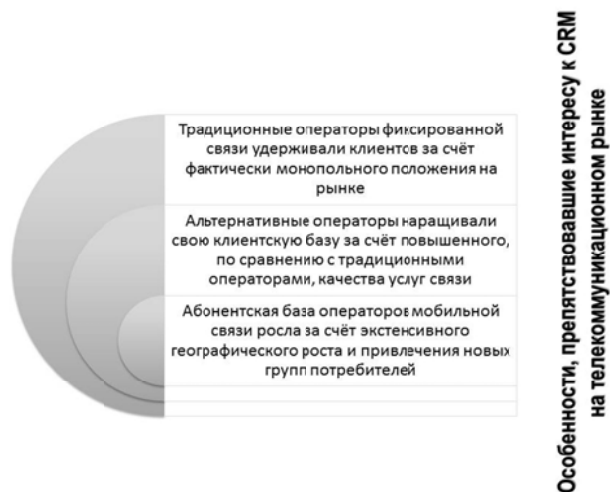 Традиционные операторы фиксированной
связи удерживали клиентов за счёт
фактически монопольного положения на
рынке
Альтернативные операторы наращивали
свою клиентскую базу за счёт повышенного,
по сравнению с традиционными
операторами, качества услуг связи
Абонентская база операторов мобильной
связи росла за счёт экстенсивного
географического роста и привлечения новых
групп потребителей
Особенности, препятствовавшие интересу к CRM
на телекоммуникационном рынке